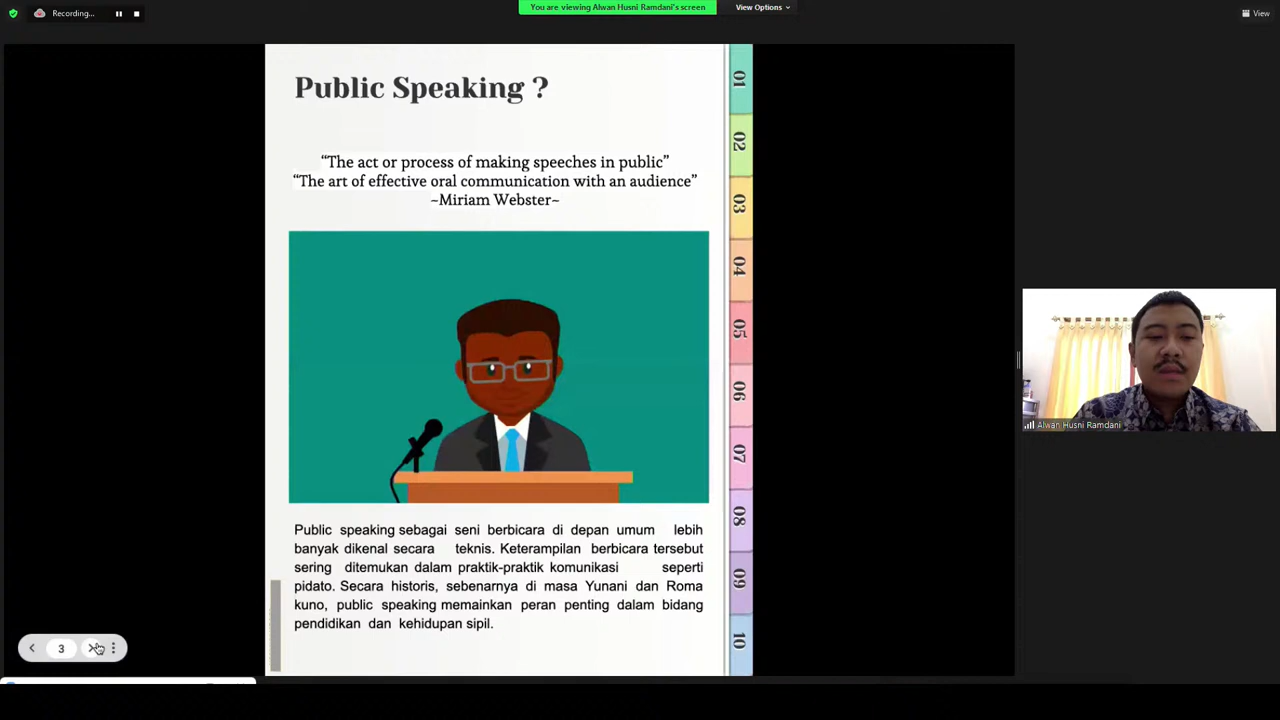 Recording...
You are viewing Alwan Husni Ramdani's screen
View Options
View
Public Speaking ?
“The act or process of making speeches in public”
“The art of effective oral communication with an audience”
~Miriam Webster~
Public speaking sebagai seni berbicara di depan umum lebih
banyak dikenal secara teknis. Keterampilan berbicara tersebut
sering ditemukan dalam praktik-praktik komunikasi seperti
pidato. Secara historis, sebenarnya di masa Yunani dan Roma
kuno, public speaking memainkan peran penting dalam bidang
pendidikan dan kehidupan sipil.
01
02
03
04
05
06
07
08
09
10
3
Alwan Husni Ramdani